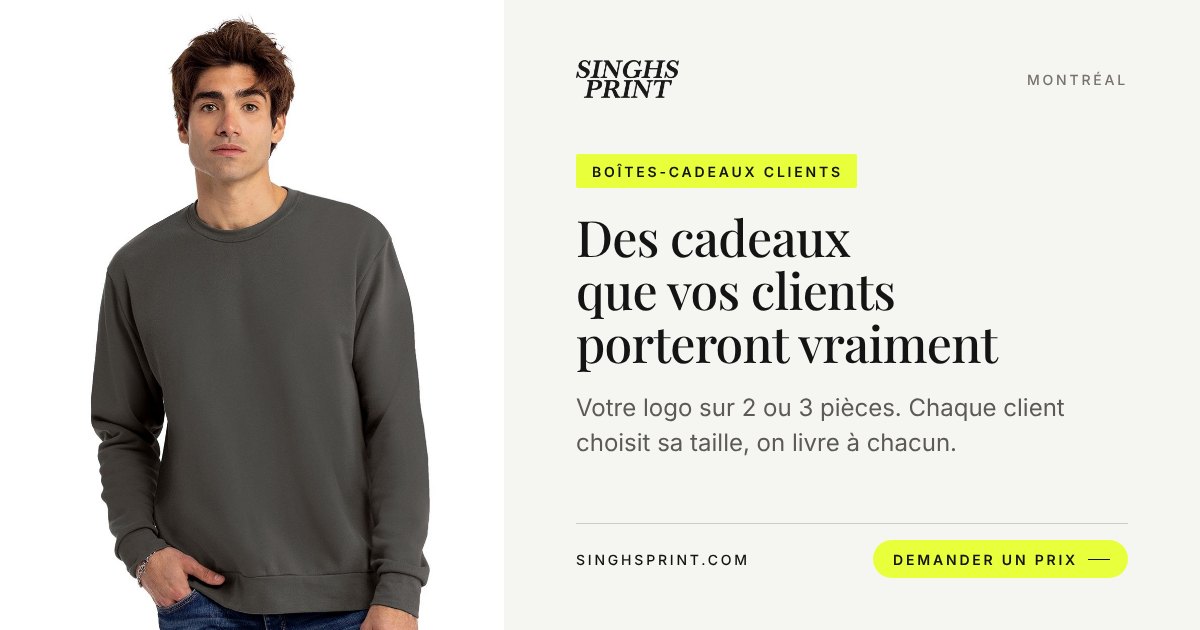 SINGHS
PRINT
MONTRÉAL
BOÎTES-CADEAUX CLIENTS
Des cadeaux
que vos clients
porteront vraiment
Votre logo sur 2 ou 3 pièces. Chaque client
choisit sa taille, on livre à chacun.
SINGHSPRINT.COM
DEMANDER UN PRIX —